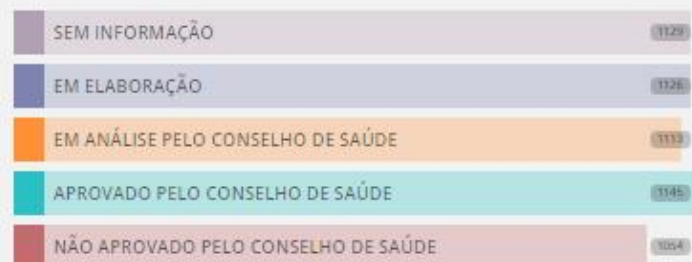 SEM INFORMAÇÃO 1129
EM ELABORAÇÃO 1126
EM ANÁLISE PELO CONSELHO DE SAÚDE 1113
APROVADO PELO CONSELHO DE SAÚDE 1145
NÃO APROVADO PELO CONSELHO DE SAÚDE 1054